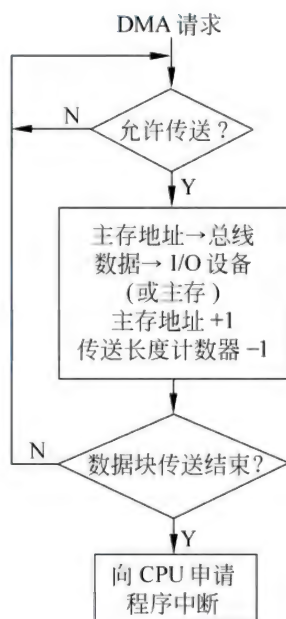 DMA 请求
N
允许传送?
Y
主存地址→总线
数据→ I/O 设备
(或主存)
主存地址 +1
传送长度计数器 -1
N
数据块传送结束?
Y
向 CPU 申请
程序中断